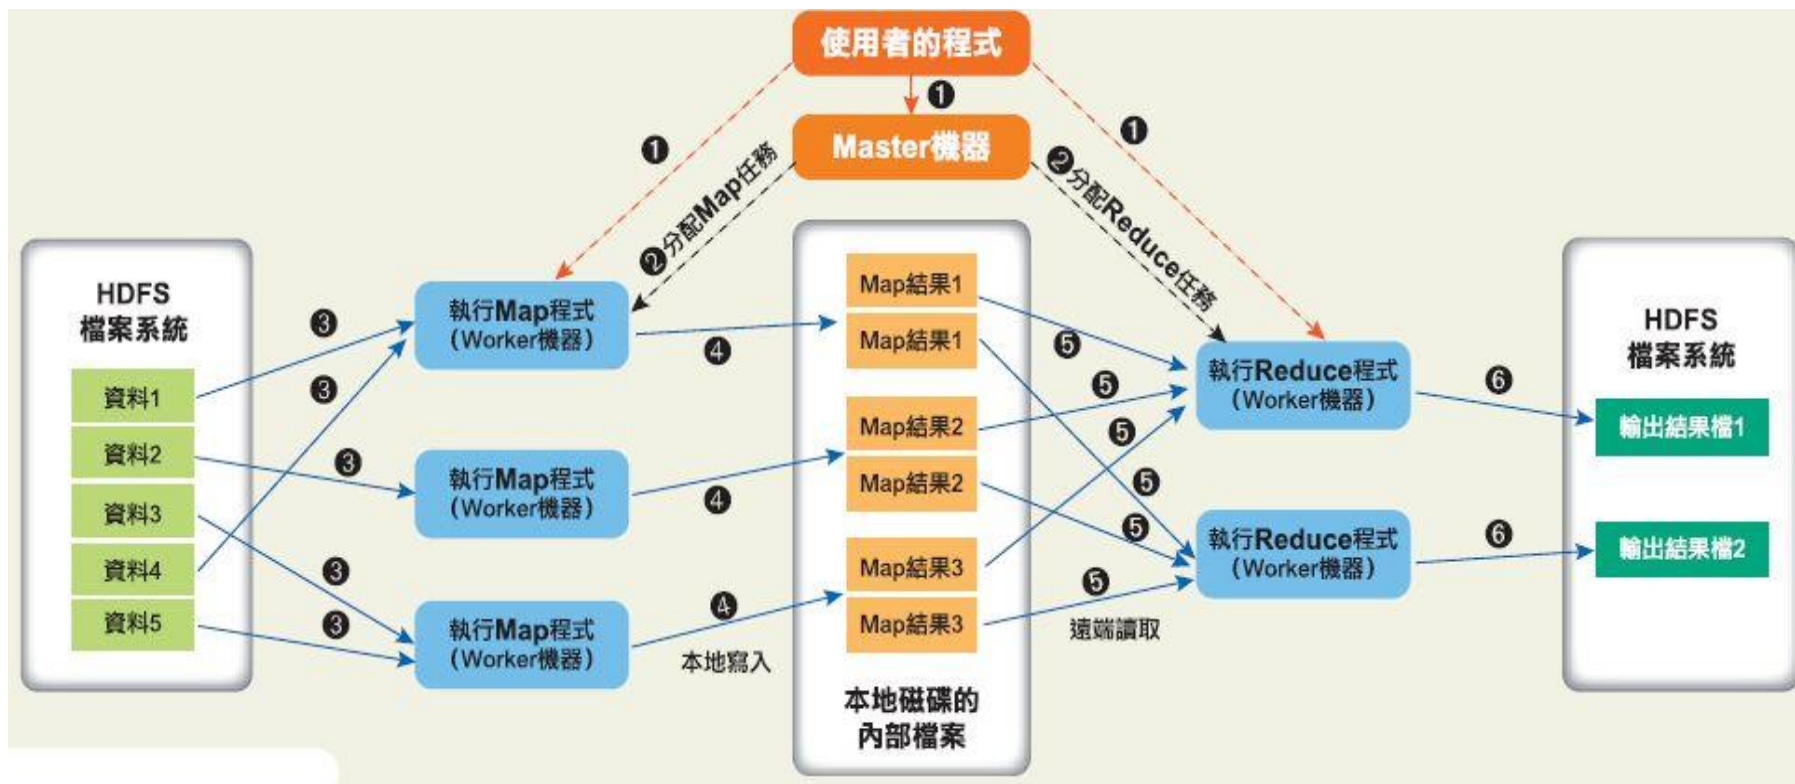 使用者的程式
❶
❶
❶
Master機器
❷分配Map任務
❷分配Reduce任務
HDFS
檔案系統
資料1
資料2
資料3
資料4
資料5
❸
❸
❸
❸
❸
執行Map程式
(Worker機器)
執行Map程式
(Worker機器)
執行Map程式
(Worker機器)
❹
❹
❹
本地寫入
Map結果1
Map結果1
Map結果2
Map結果2
Map結果3
Map結果3
本地磁碟的
內部檔案
❺
❺
❺
❺
❺
❺
遠端讀取
執行Reduce程式
(Worker機器)
執行Reduce程式
(Worker機器)
❻
❻
HDFS
檔案系統
輸出結果檔1
輸出結果檔2